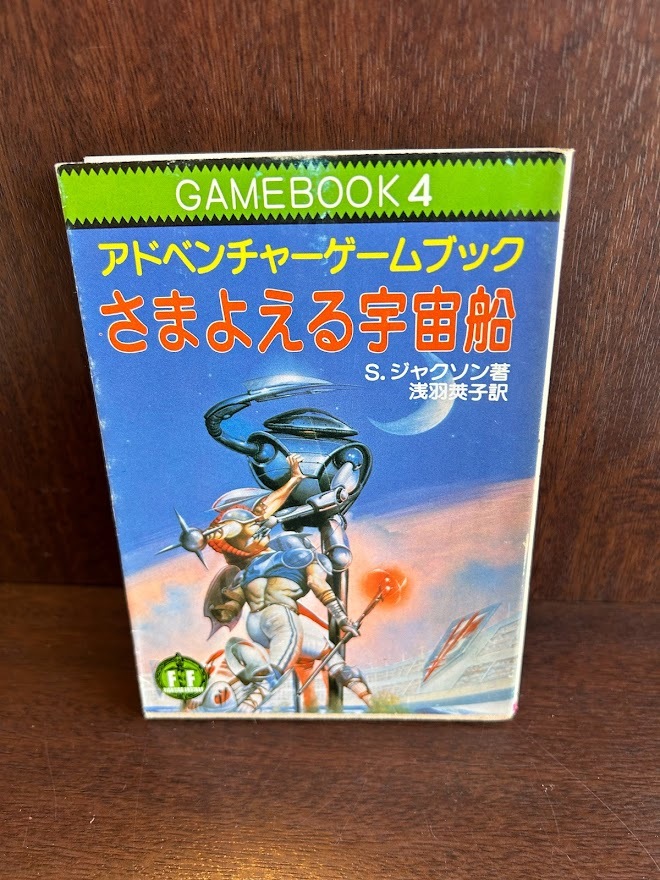 GAMEBOOK 4
アドベンチャーゲームブック
さまよえる宇宙船
S. ジャクソン著
浅羽莢子訳
F F